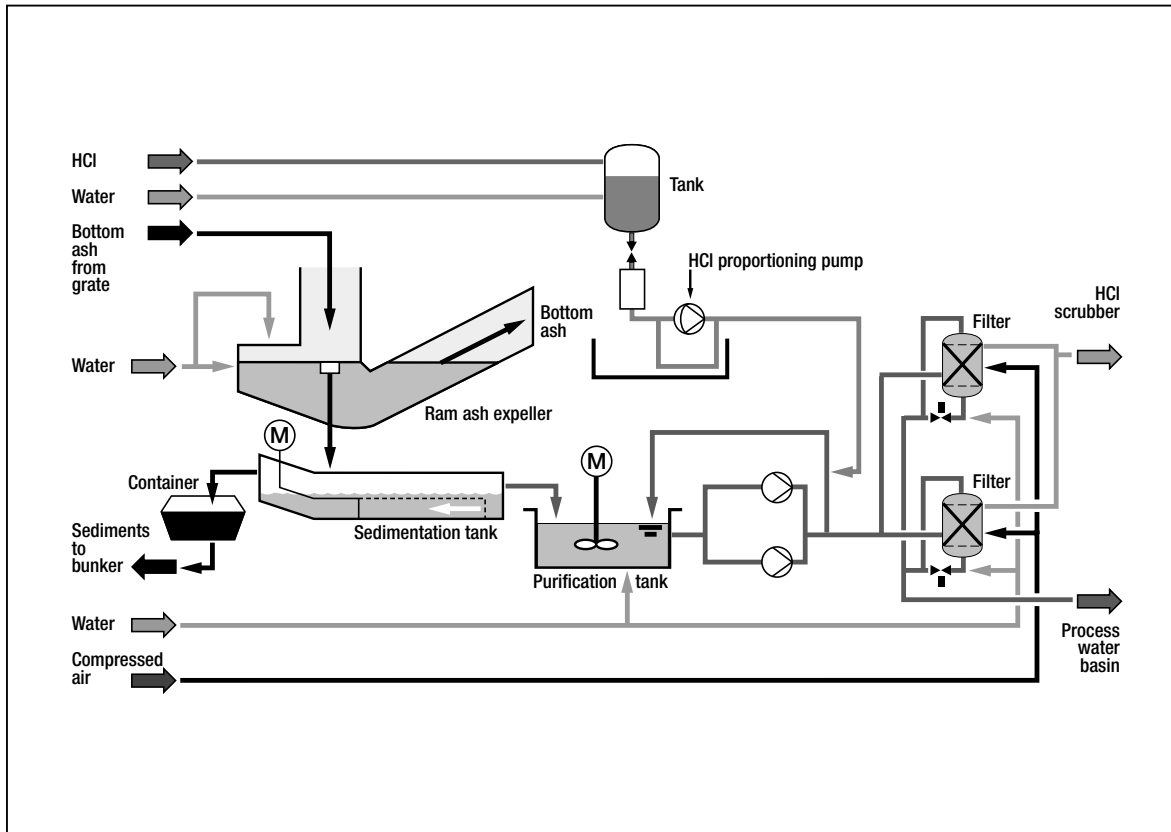 HCl
Water
Tank
Bottom
ash
from
grate
HCl proportioning pump
HCl
scrubber
Bottom
ash
Filter
Water
Ram ash expeller
M
M
Container
Filter
Sediments
to
bunker
Sedimentation tank
Purification tank
Water
Process
water
basin
Compressed
air